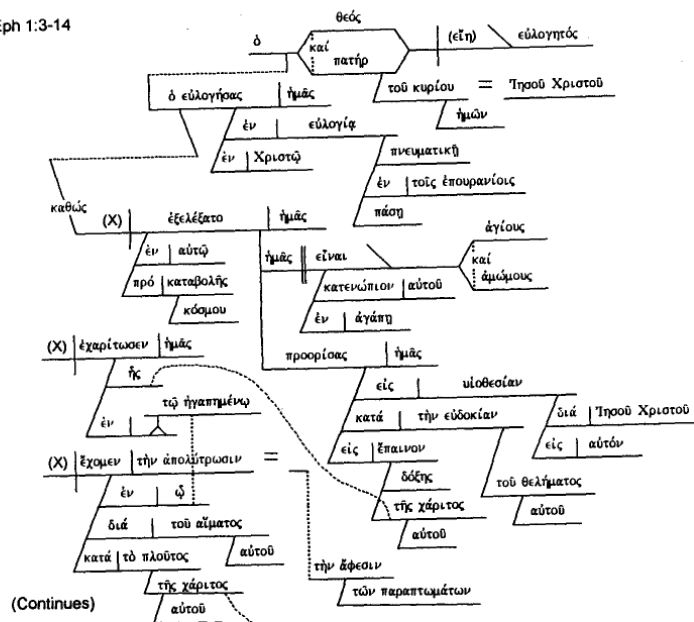 Eph 1:3-14
θεός
ὁ
καί
(εἴη)
εὐλογητός
πατήρ
ὁ εὐλογήσας ἡμᾶς
τοῦ κυρίου = Ἰησοῦ Χριστοῦ
ἡμῶν
ἐν εὐλογίᾳ
ἐν Χριστῷ
πνευματικῇ
ἐν τοῖς ἐπουρανίοις
πάσῃ
καθώς
(X) ἐξελέξατο ἡμᾶς
ἐν αὐτῷ
πρό καταβολῆς
κόσμου
ἡμᾶς εἶναι
ἁγίους
καί
ἀμώμους
κατενώπιον αὐτοῦ
ἐν ἀγάπῃ
(X) ἐχαρίτωσεν ἡμᾶς
προορίσας ἡμᾶς
ἧς
εἰς υἱοθεσίαν
τῷ ἠγαπημένῳ
ἐν
κατά τὴν εὐδοκίαν
διά Ἰησοῦ Χριστοῦ
εἰς αὐτόν
εἰς ἔπαινον
(X) ἔχομεν τὴν ἀπολύτρωσιν =
δόξης
τοῦ θελήματος
ἐν ᾧ
τῆς χάριτος
αὐτοῦ
διά τοῦ αἵματος
αὐτοῦ
αὐτοῦ
κατά τὸ πλοῦτος
τὴν ἄφεσιν
τῆς χάριτος
τῶν παραπτωμάτων
(Continues)
αὐτοῦ